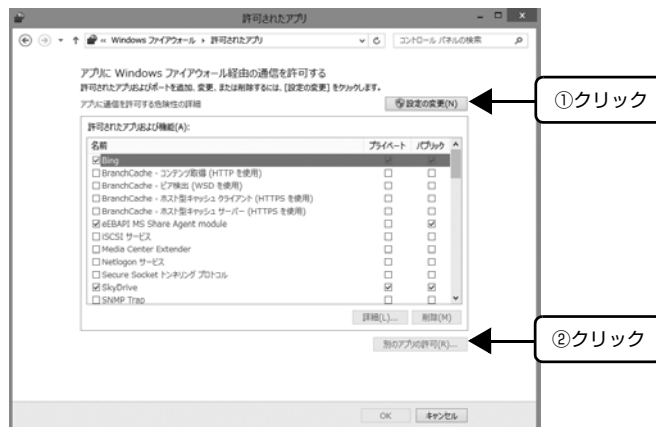 許可されたアプリ
« Windows ファイアウォール › 許可されたアプリ
コントロール パネルの検索
アプリに Windows ファイアウォール経由の通信を許可する
許可されたアプリおよびポートを追加、変更、または削除するには、[設定の変更] をクリックします。
アプリに通信を許可する危険性の詳細
設定の変更(N)
①クリック
許可されたアプリおよび機能(A):
名前 プライベート パブリック
Bing
BranchCache - コンテンツ取得 (HTTP を使用)
BranchCache - ピア検出 (WSD を使用)
BranchCache - ホスト型キャッシュ クライアント (HTTPS を使用)
BranchCache - ホスト型キャッシュ サーバー (HTTPS を使用)
eEBAPI MS Share Agent module
iSCSI サービス
Media Center Extender
Netlogon サービス
Secure Socket トンネリング プロトコル
SkyDrive
SNMP Trap
詳細(L)... 削除(M)
別のアプリの許可(R)...
②クリック
OK キャンセル